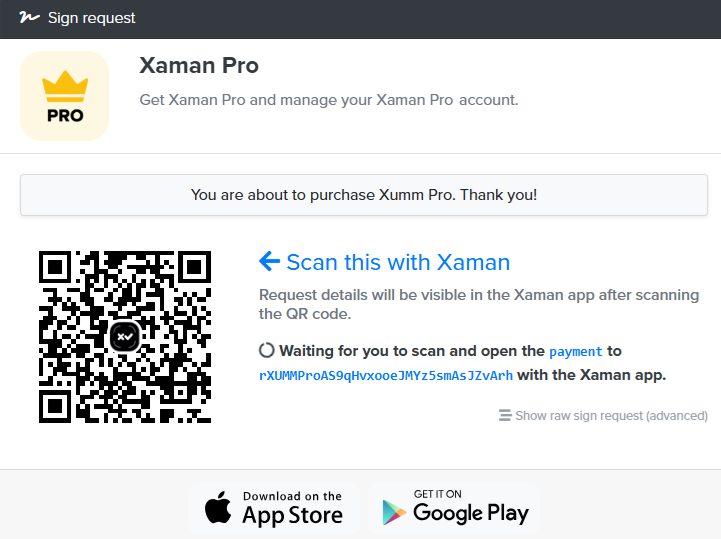 Sign request
PRO
Xaman Pro
Get Xaman Pro and manage your Xaman Pro account.
You are about to purchase Xumm Pro. Thank you!
Scan this with Xaman
Request details will be visible in the Xaman app after scanning
the QR code.
Waiting for you to scan and open the payment to
rXUMMProAS9qHvxooeJMYz5smAsJZvArh with the Xaman app.
Show raw sign request (advanced)
Download on the
App Store
GET IT ON
Google Play